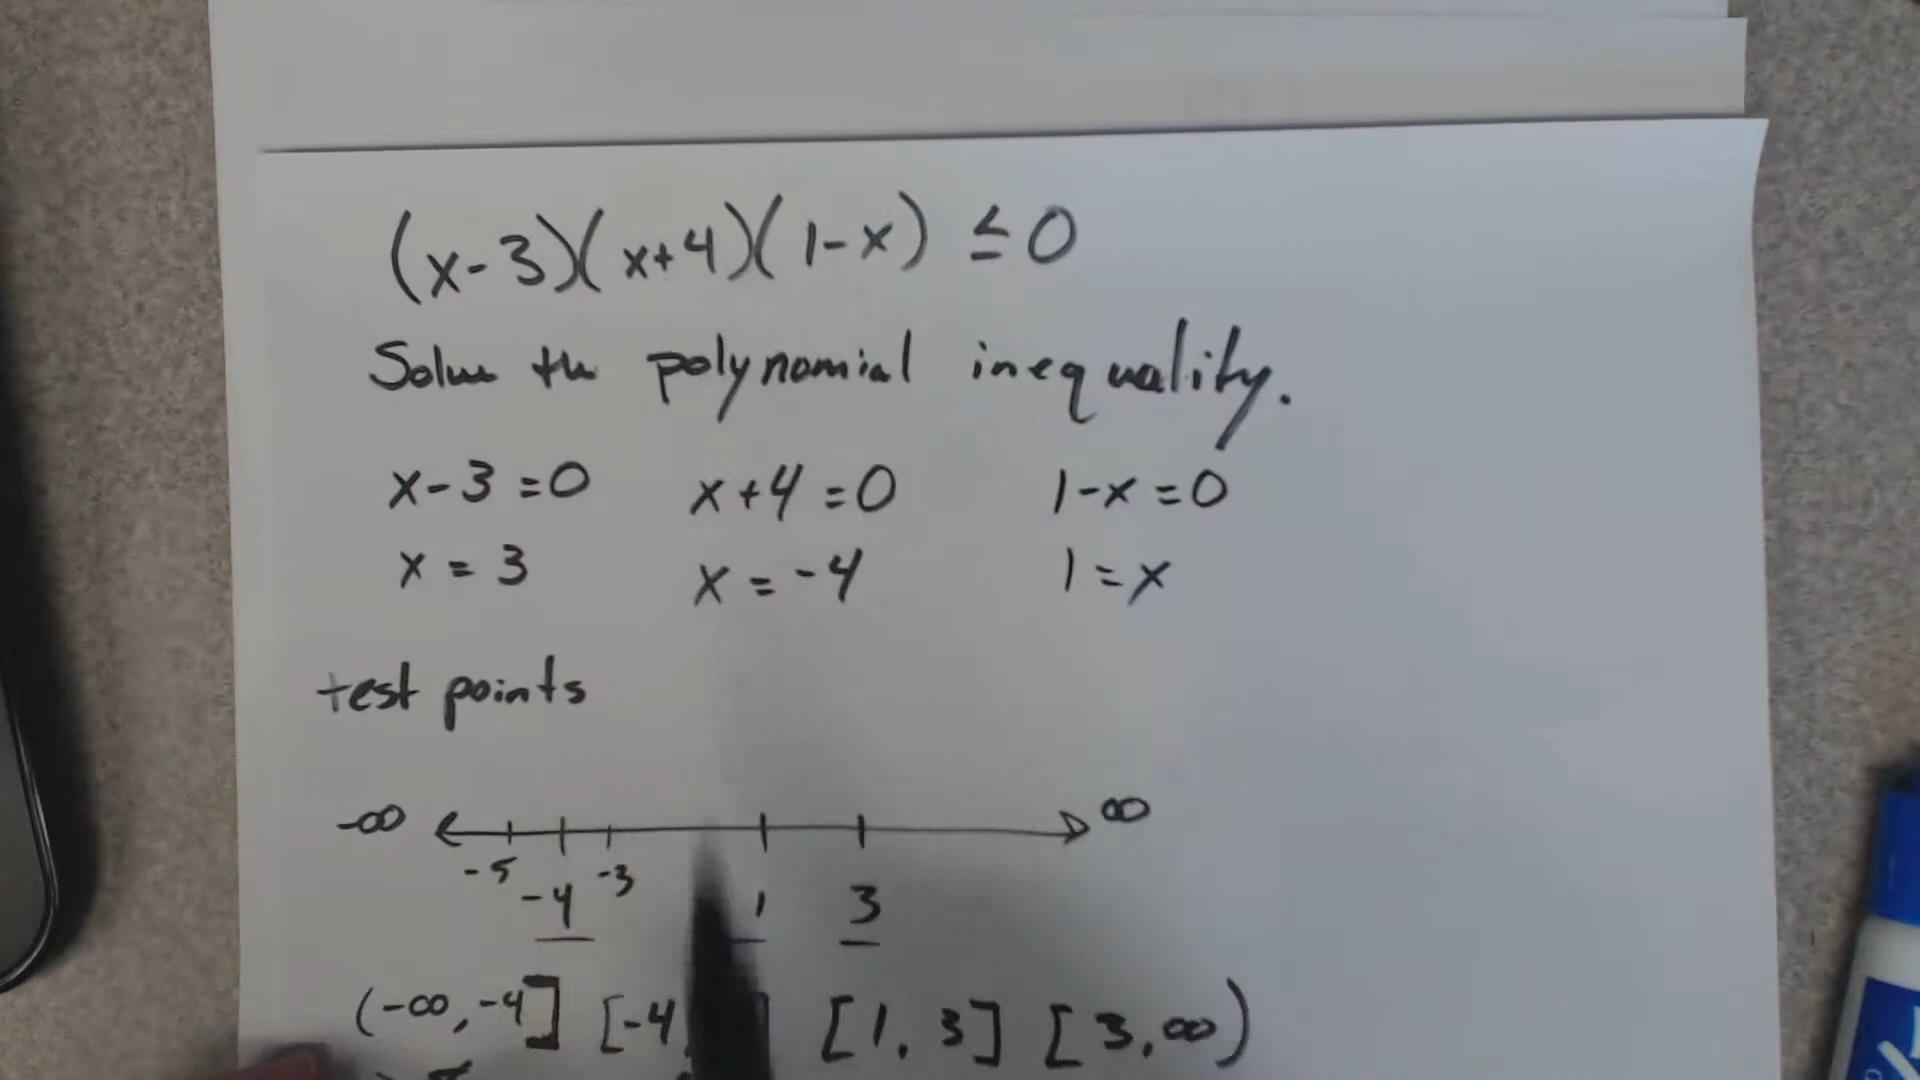 (x-3)(x+4)(1-x) ≤ 0
Solve the polynomial inequality.
x-3=0 x+4=0 1-x=0
x = 3 x = -4 1=x
test points
-∞ ∞
-5 -4 -3 1 3
(-∞,-4] [-4, ] [1,3] [3,∞)